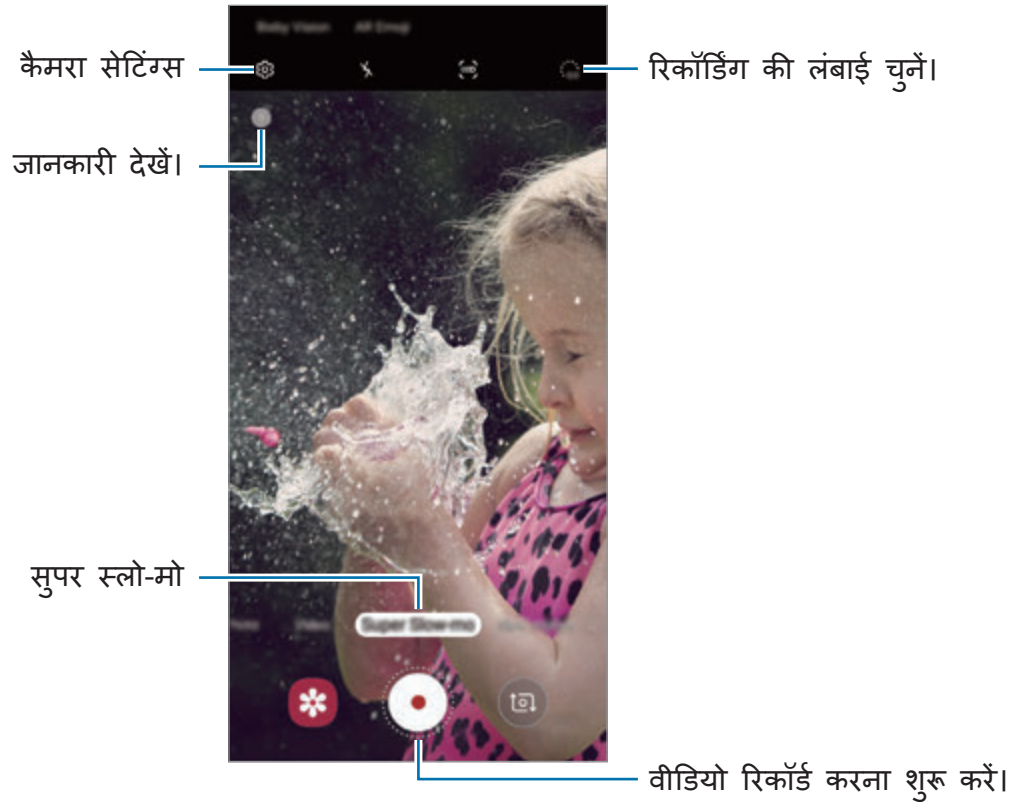 कैमरा सेटिंग्स
रिकॉर्डिंग की लंबाई चुनें।
जानकारी देखें।
सुपर स्लो-मो
Super Slow-mo
वीडियो रिकॉर्ड करना शुरू करें।